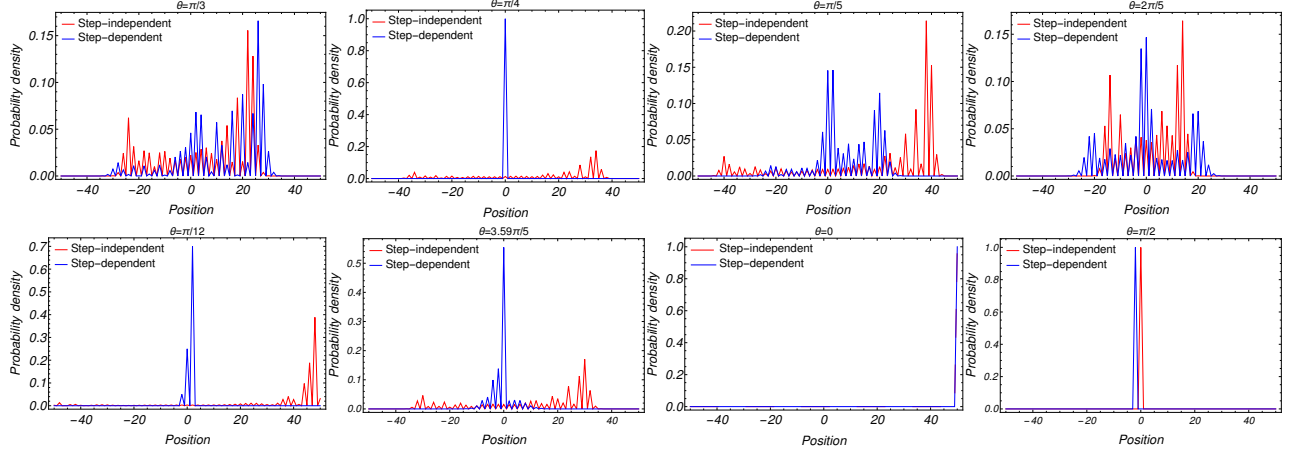 θ=π/3
Step-independent
Step-dependent
Probability density
0.15
0.10
0.05
0.00
-40 -20 0 20 40
Position
θ=π/4
Step-independent
Step-dependent
Probability density
1.0
0.8
0.6
0.4
0.2
0.0
-40 -20 0 20 40
Position
θ=π/5
Step-independent
Step-dependent
Probability density
0.20
0.15
0.10
0.05
0.00
-40 -20 0 20 40
Position
θ=2π/5
Step-independent
Step-dependent
Probability density
0.15
0.10
0.05
0.00
-40 -20 0 20 40
Position
θ=π/12
Step-independent
Step-dependent
Probability density
0.7
0.6
0.5
0.4
0.3
0.2
0.1
0.0
-40 -20 0 20 40
Position
θ=3.59π/5
Step-independent
Step-dependent
Probability density
0.5
0.4
0.3
0.2
0.1
0.0
-40 -20 0 20 40
Position
θ=0
Step-independent
Step-dependent
Probability density
1.0
0.8
0.6
0.4
0.2
0.0
-40 -20 0 20 40
Position
θ=π/2
Step-independent
Step-dependent
Probability density
1.0
0.8
0.6
0.4
0.2
0.0
-40 -20 0 20 40
Position